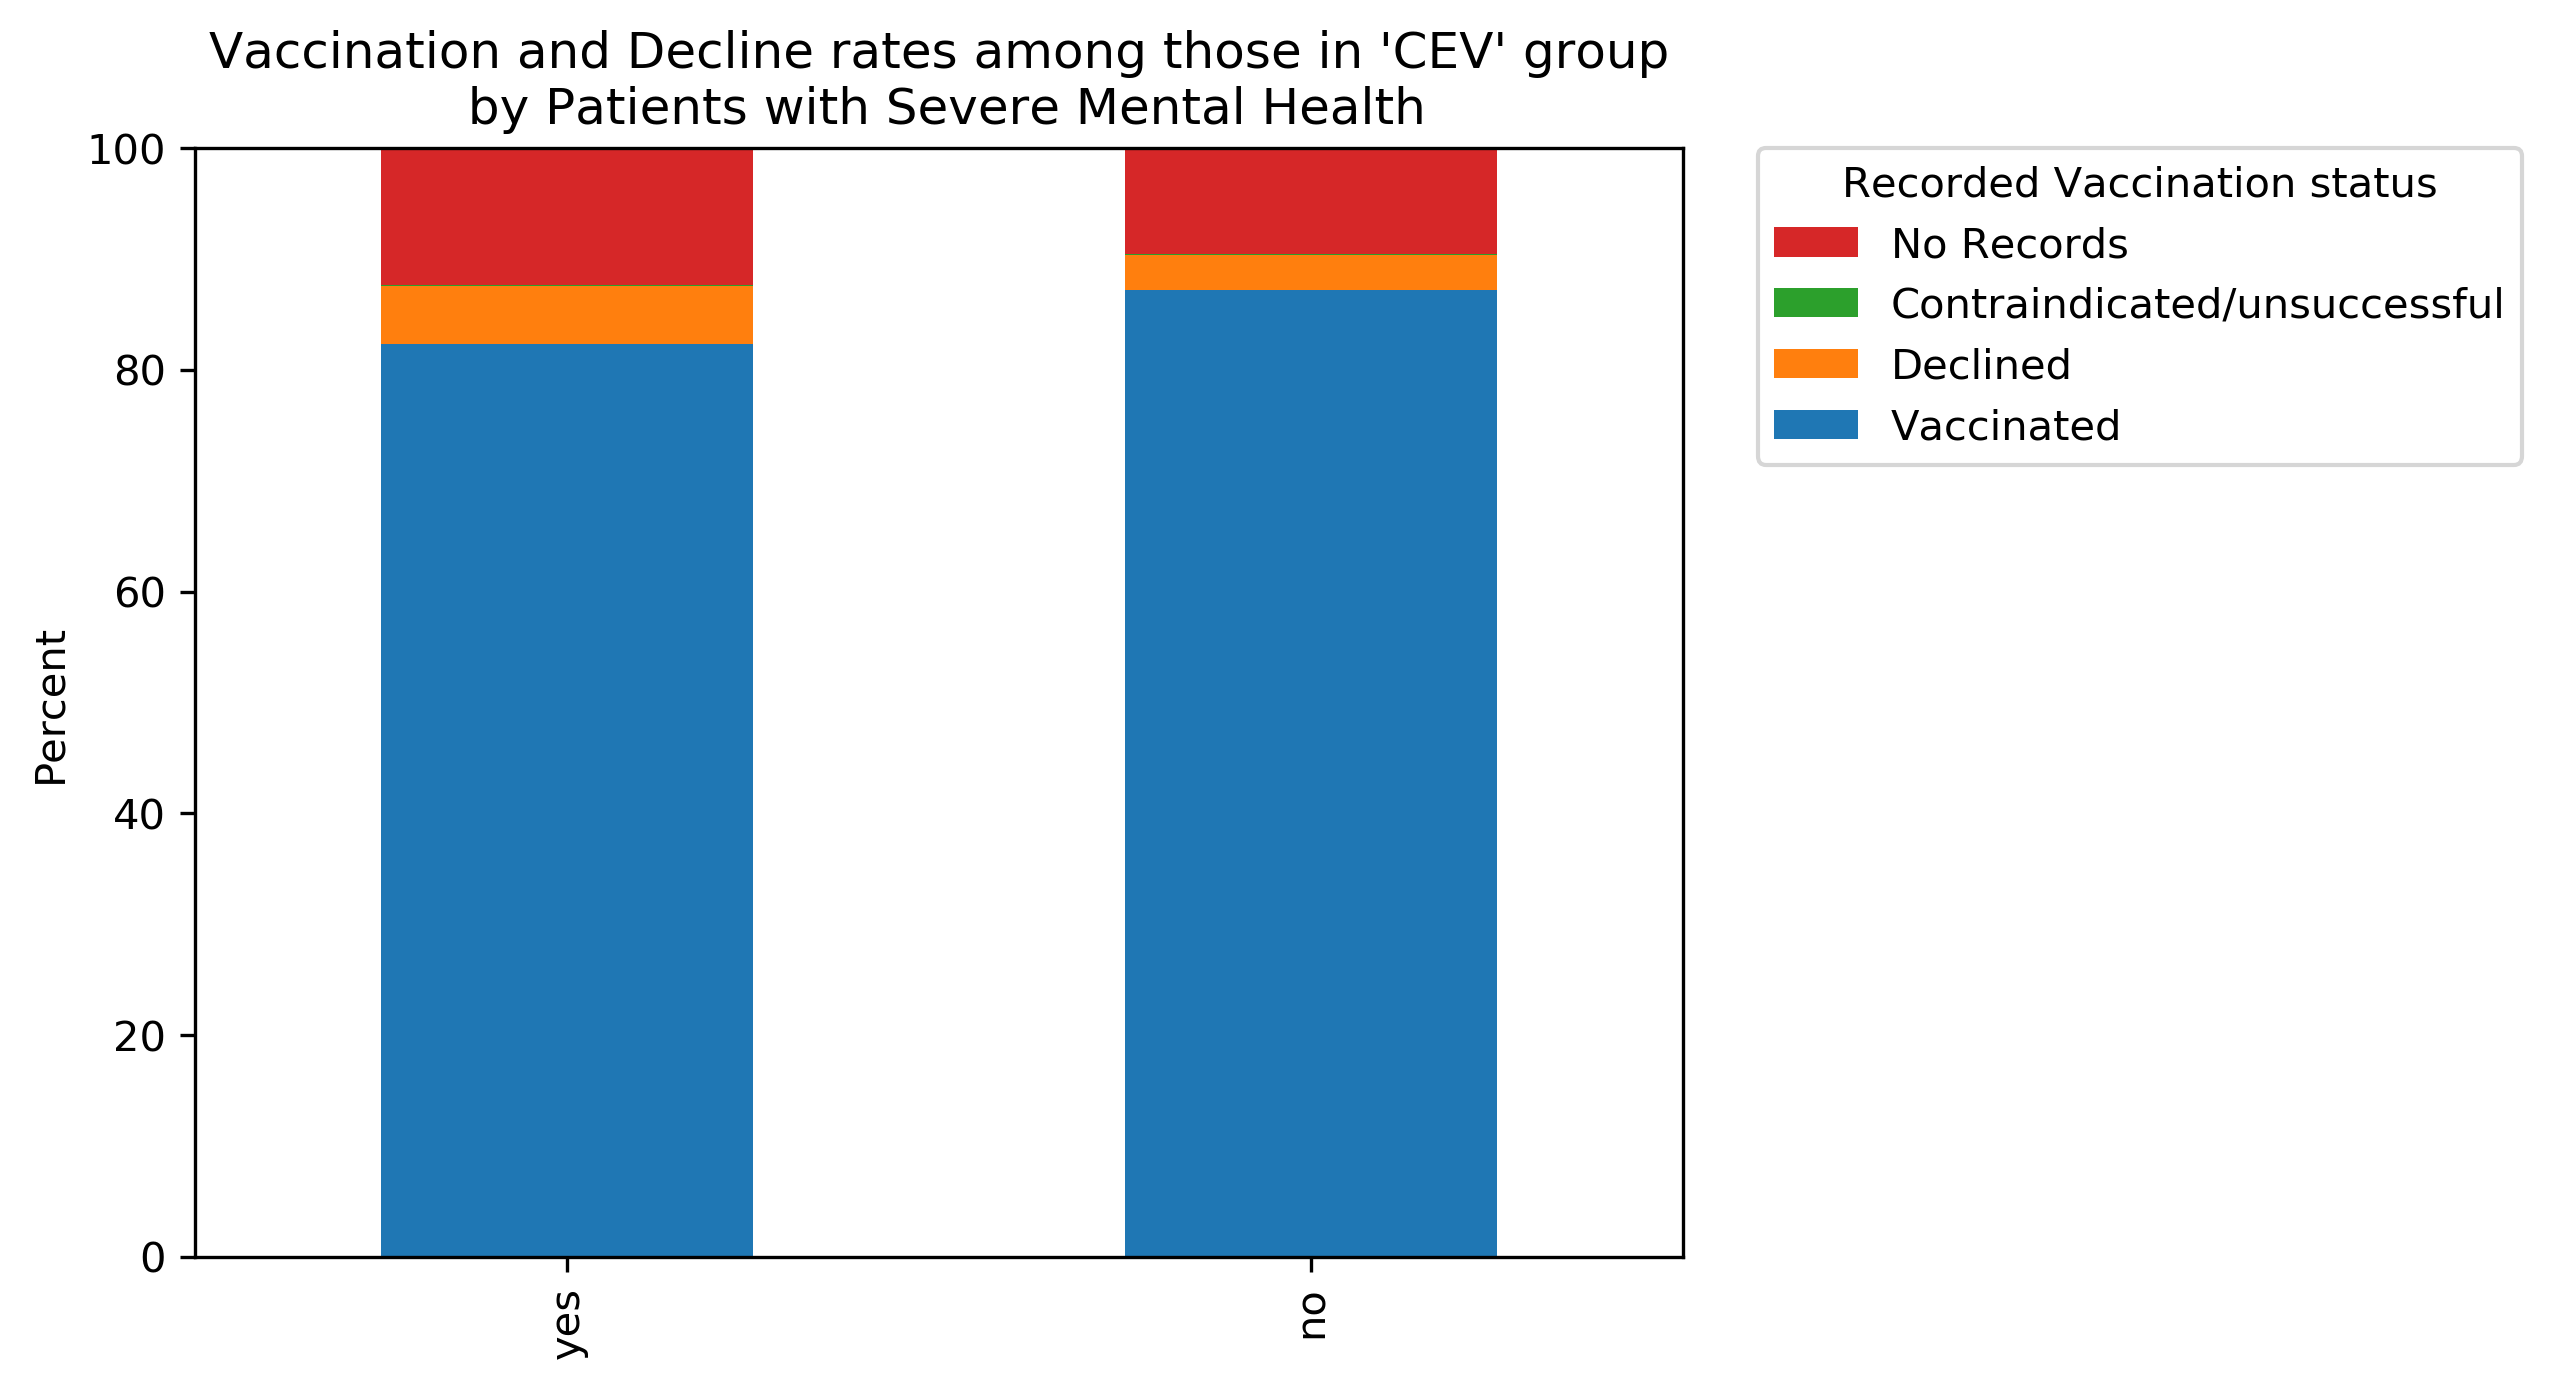 Vaccination and Decline rates among those in 'CEV' group
by Patients with Severe Mental Health
100
80
60
40
20
0
Percent
yes
no
Recorded Vaccination status
No Records
Contraindicated/unsuccessful
Declined
Vaccinated